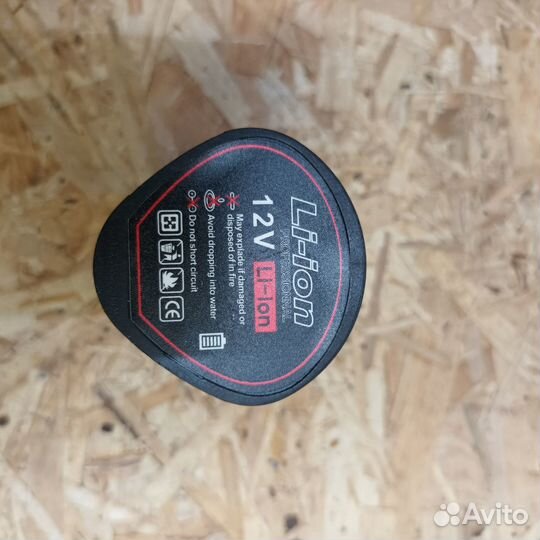 Li-ion
PROFESSIONAL
12V Li-Ion
May explade if damaged or
disposed of in fire
Avoid dropping into water
Do not short circuit
CE
Avito